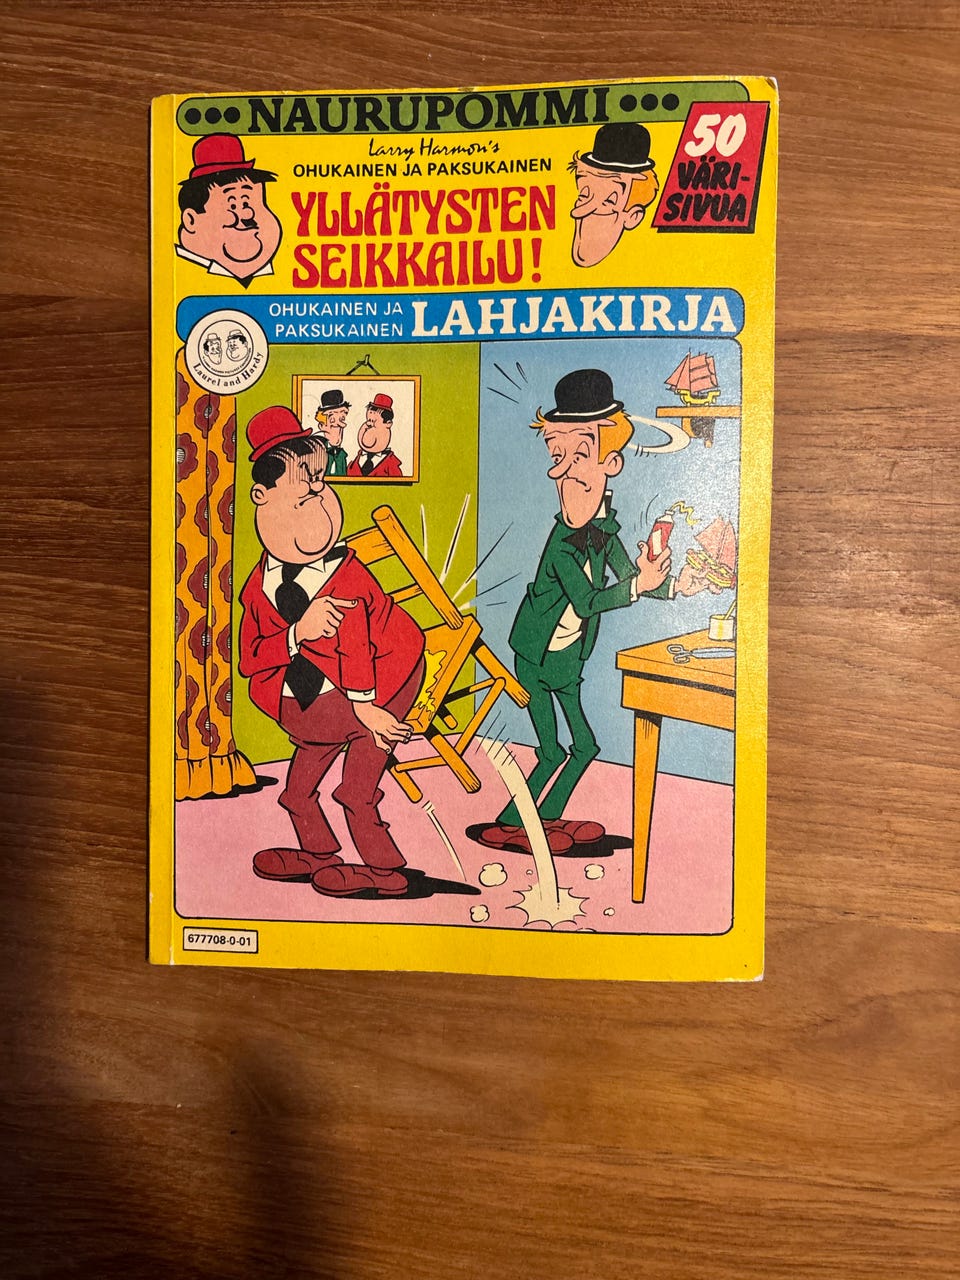 •••NAURUPOMMI•••
Larry Harmon's
OHUKAINEN JA PAKSUKAINEN
YLLÄTYSTEN
SEIKKAILU!
50
VÄRI-
SIVUA
OHUKAINEN JA
PAKSUKAINEN
LAHJAKIRJA
Laurel and Hardy
677708-0-01